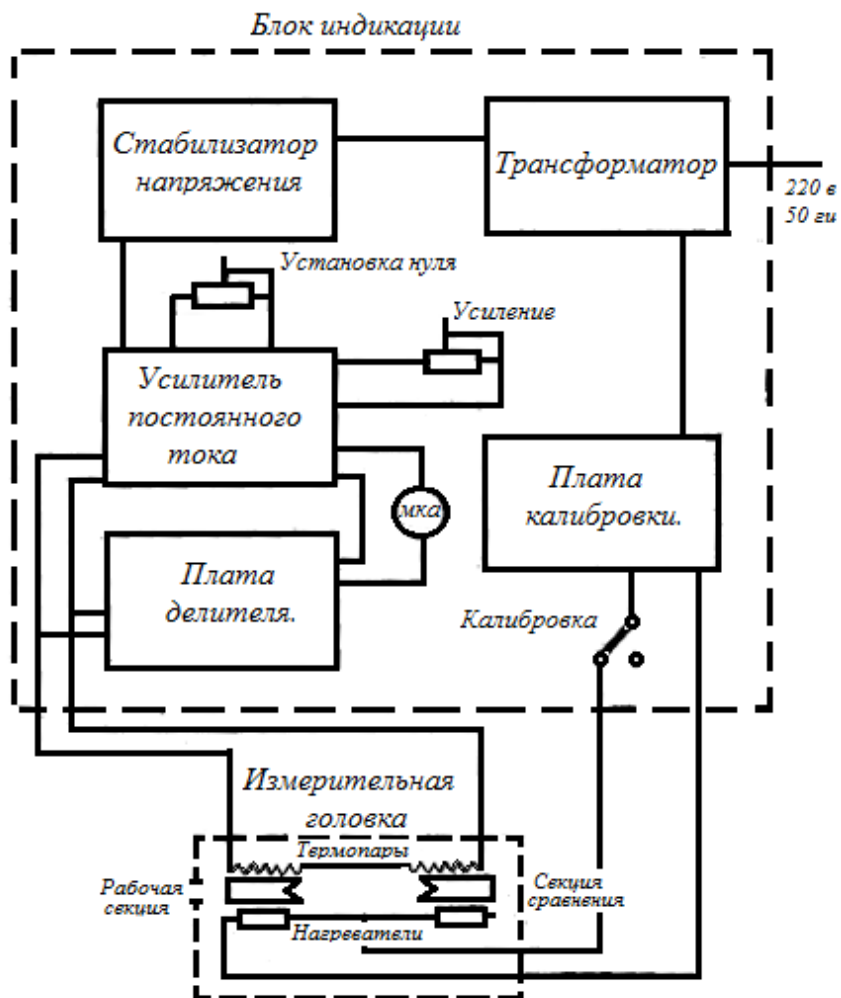 Блок индикации
Стабилизатор
напряжения
Трансформатор
220 в
50 ги
Установка нуля
Усиление
Усилитель
постоянного
тока
Плата
калибровки.
мка
Плата
делителя.
Калибровка
Измерительная
головка
Термопары
Рабочая
секция
Секция
сравнения
Нагреватели